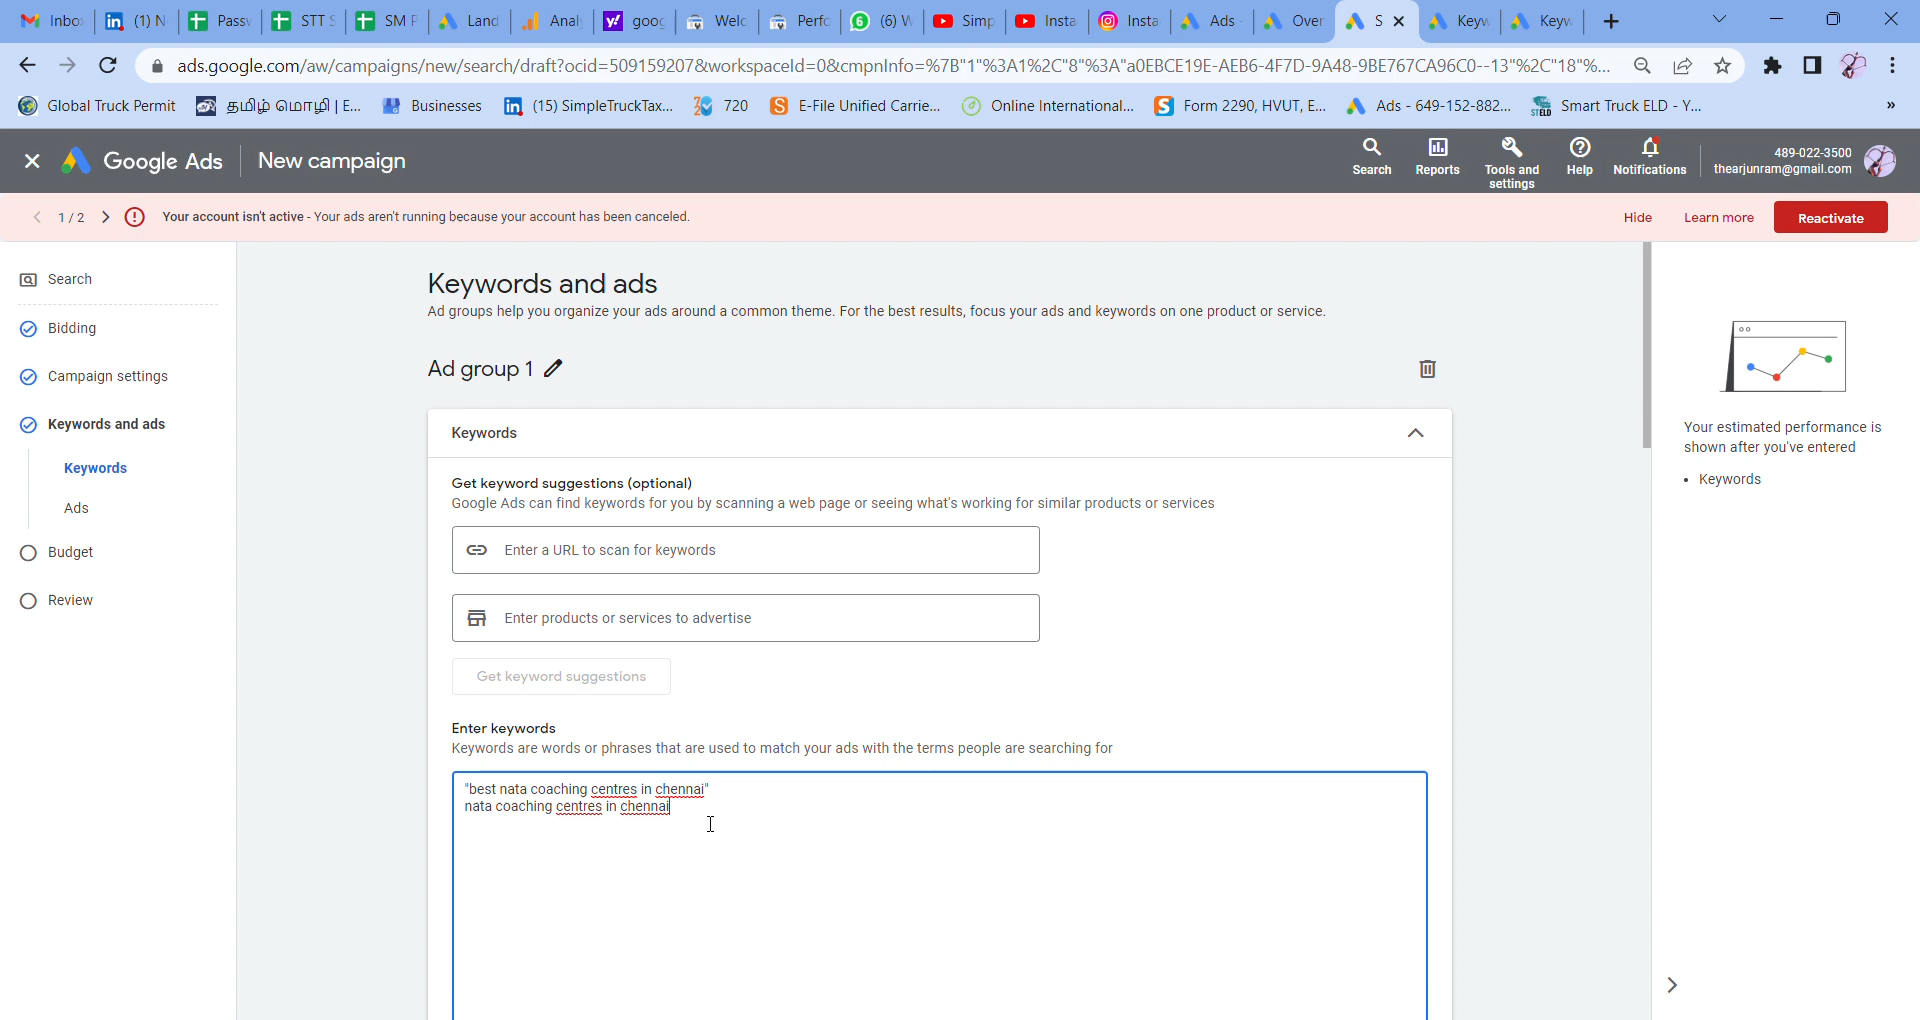 Inbo
(1) N
Passv
STT S
SM P
Land
Anal
goog
Welc
Perfo
(6) W
Simp
Insta
Insta
Ads
Over
S
Keyw
Keyw
ads.google.com/aw/campaigns/new/search/draft?ocid=509159207&workspaceId=0&cmpnInfo=%7B"1"%3A1%2C"8"%3A"a0EBCE19E-AEB6-4F7D-9A48-9BE767CA96C0--13"%2C"18"%...
Global Truck Permit
தமிழ் மொழி | E...
Businesses
(15) SimpleTruckTax...
720
E-File Unified Carrie...
Online International...
Form 2290, HVUT, E...
Ads - 649-152-882...
Smart Truck ELD - Y...
»
Google Ads
New campaign
Search
Reports
Tools and
settings
Help
Notifications
489-022-3500
thearjunram@gmail.com
1 / 2
Your account isn't active - Your ads aren't running because your account has been canceled.
Hide
Learn more
Reactivate
Search
Bidding
Campaign settings
Keywords and ads
Keywords
Ads
Budget
Review
Keywords and ads
Ad groups help you organize your ads around a common theme. For the best results, focus your ads and keywords on one product or service.
Ad group 1
Keywords
Get keyword suggestions (optional)
Google Ads can find keywords for you by scanning a web page or seeing what's working for similar products or services
Enter a URL to scan for keywords
Enter products or services to advertise
Get keyword suggestions
Enter keywords
Keywords are words or phrases that are used to match your ads with the terms people are searching for
"best nata coaching centres in chennai"
nata coaching centres in chennai
Your estimated performance is
shown after you've entered
• Keywords